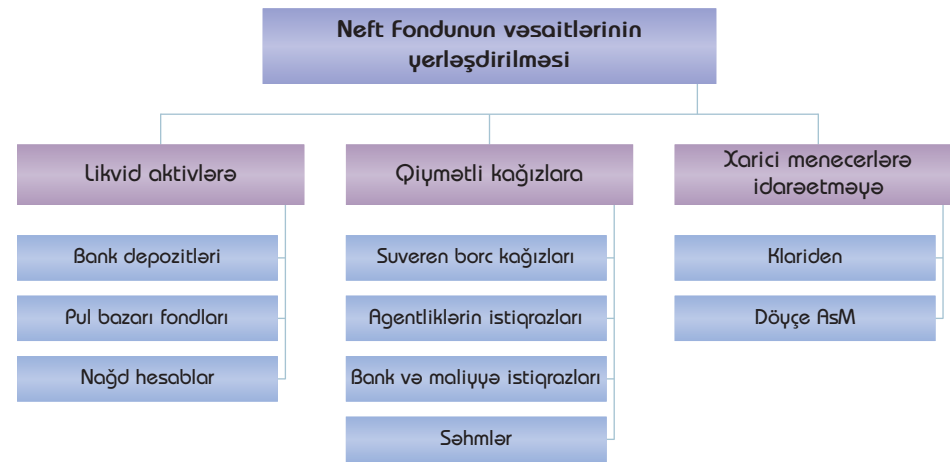 Neft Fondunun vəsaitlərinin
yerləşdirilməsi
Likvid aktivlərə
Bank depozitləri
Pul bazarı fondları
Nağd hesablar
Qiymətli kağızlara
Suveren borc kağızları
Agentliklərin istiqrazları
Bank və maliyyə istiqrazları
Səhmlər
Xarici menecerlərə
idarəetməyə
Klariden
Döyçe AsM